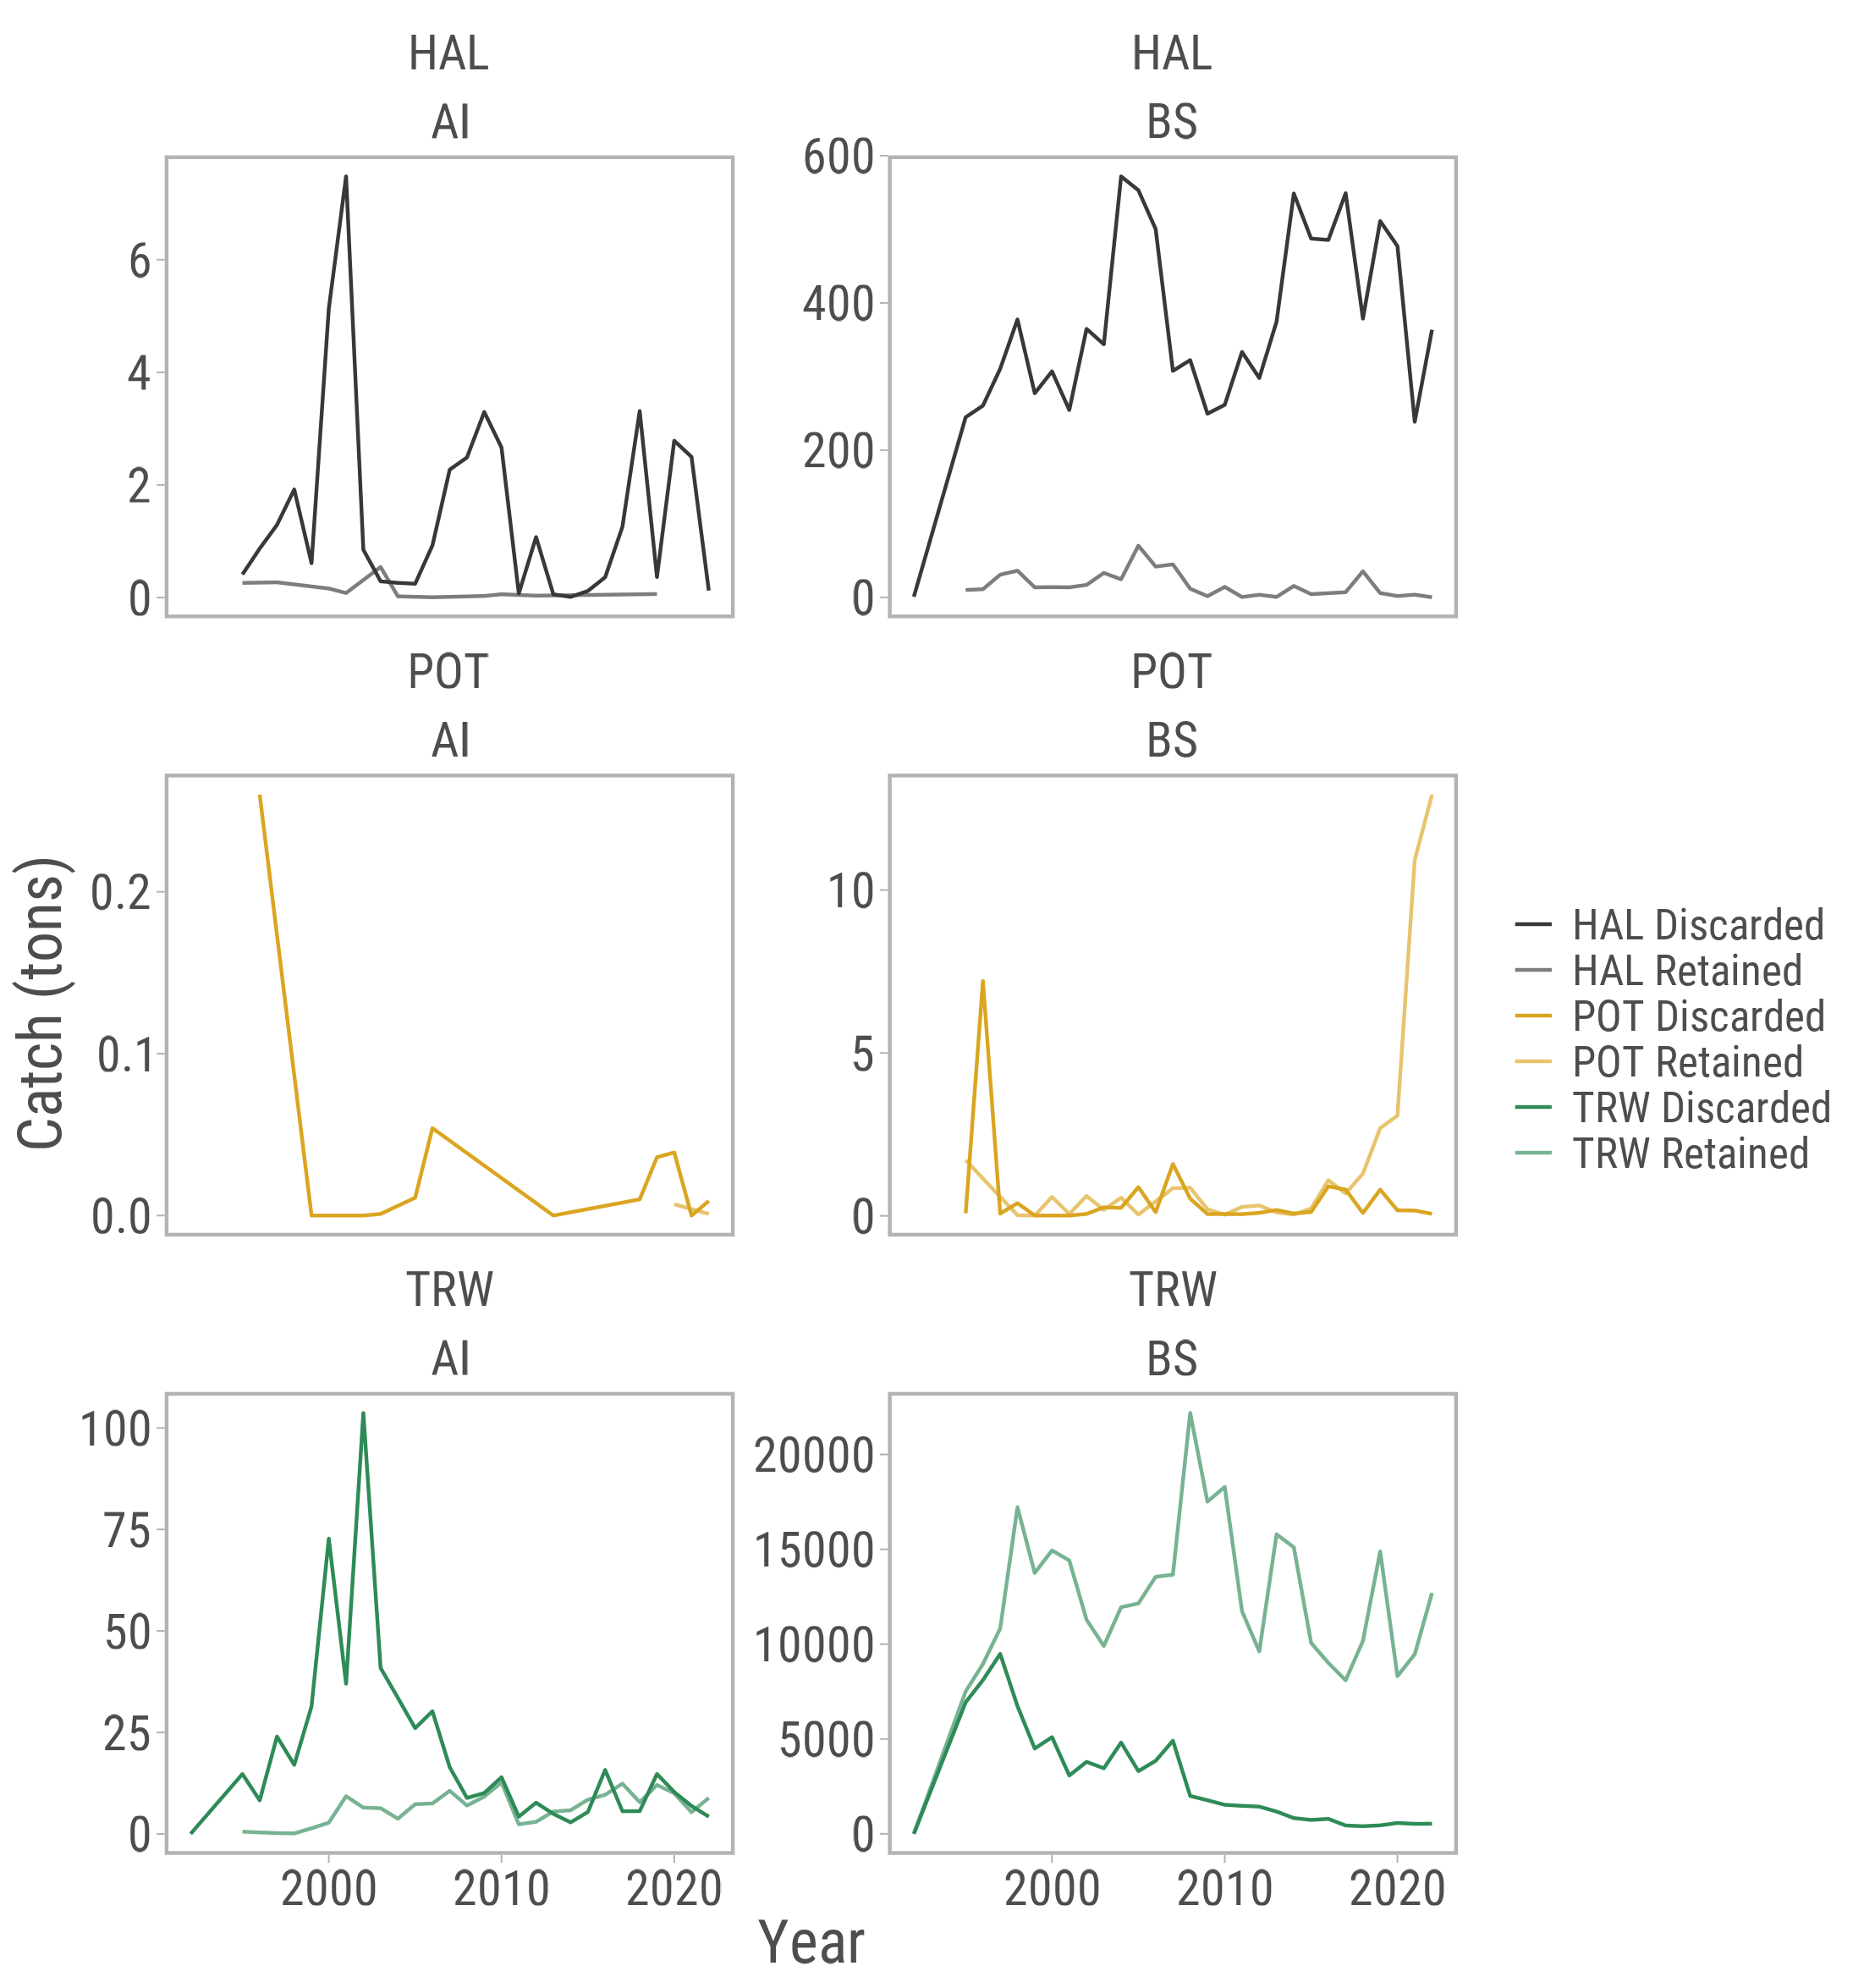 HAL
AI
HAL
BS
6
4
2
0
600
400
200
0
POT
AI
POT
BS
0.2
0.1
0.0
10
5
0
Catch (tons)
HAL Discarded
HAL Retained
POT Discarded
POT Retained
TRW Discarded
TRW Retained
TRW
AI
TRW
BS
100
75
50
25
0
20000
15000
10000
5000
0
2000 2010 2020
2000 2010 2020
Year